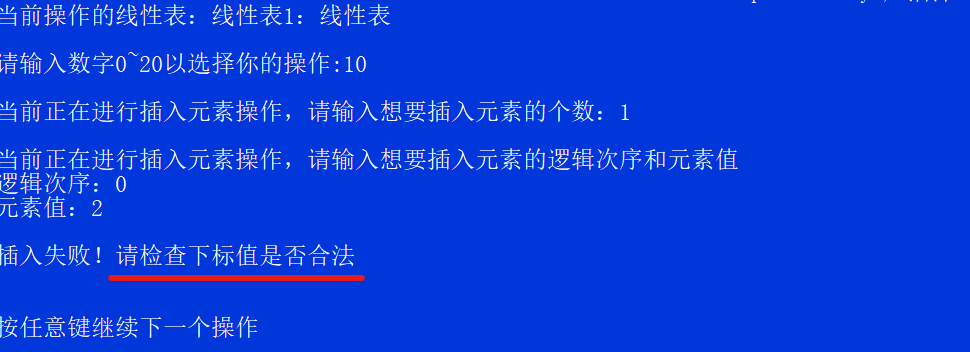 当前操作的线性表：线性表1：线性表
请输入数字0~20以选择你的操作:10
当前正在进行插入元素操作，请输入想要插入元素的个数：1
当前正在进行插入元素操作，请输入想要插入元素的逻辑次序和元素值
逻辑次序：0
元素值：2
插入失败！请检查下标值是否合法
按任意键继续下一个操作